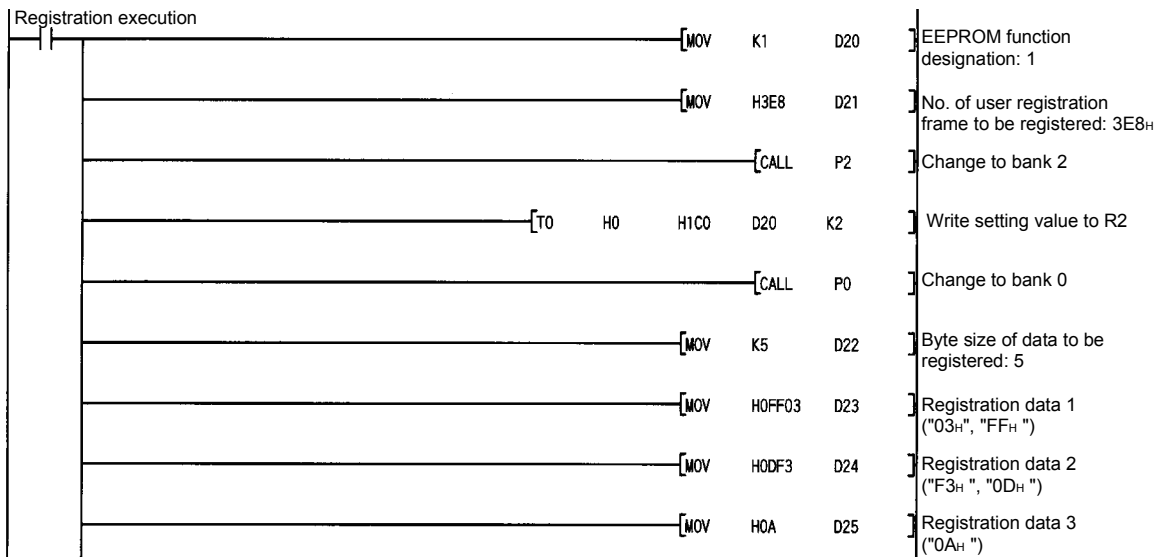 Registration execution
[MOV K1 D20 ] EEPROM function
designation: 1
[MOV H3E8 D21 ] No. of user registration
frame to be registered: 3E8H
[CALL P2 ] Change to bank 2
[TO H0 H1C0 D20 K2 ] Write setting value to R2
[CALL P0 ] Change to bank 0
[MOV K5 D22 ] Byte size of data to be
registered: 5
[MOV H0FF03 D23 ] Registration data 1
("03H", "FFH ")
[MOV H0DF3 D24 ] Registration data 2
("F3H ", "0DH ")
[MOV H0A D25 ] Registration data 3
("0AH ")